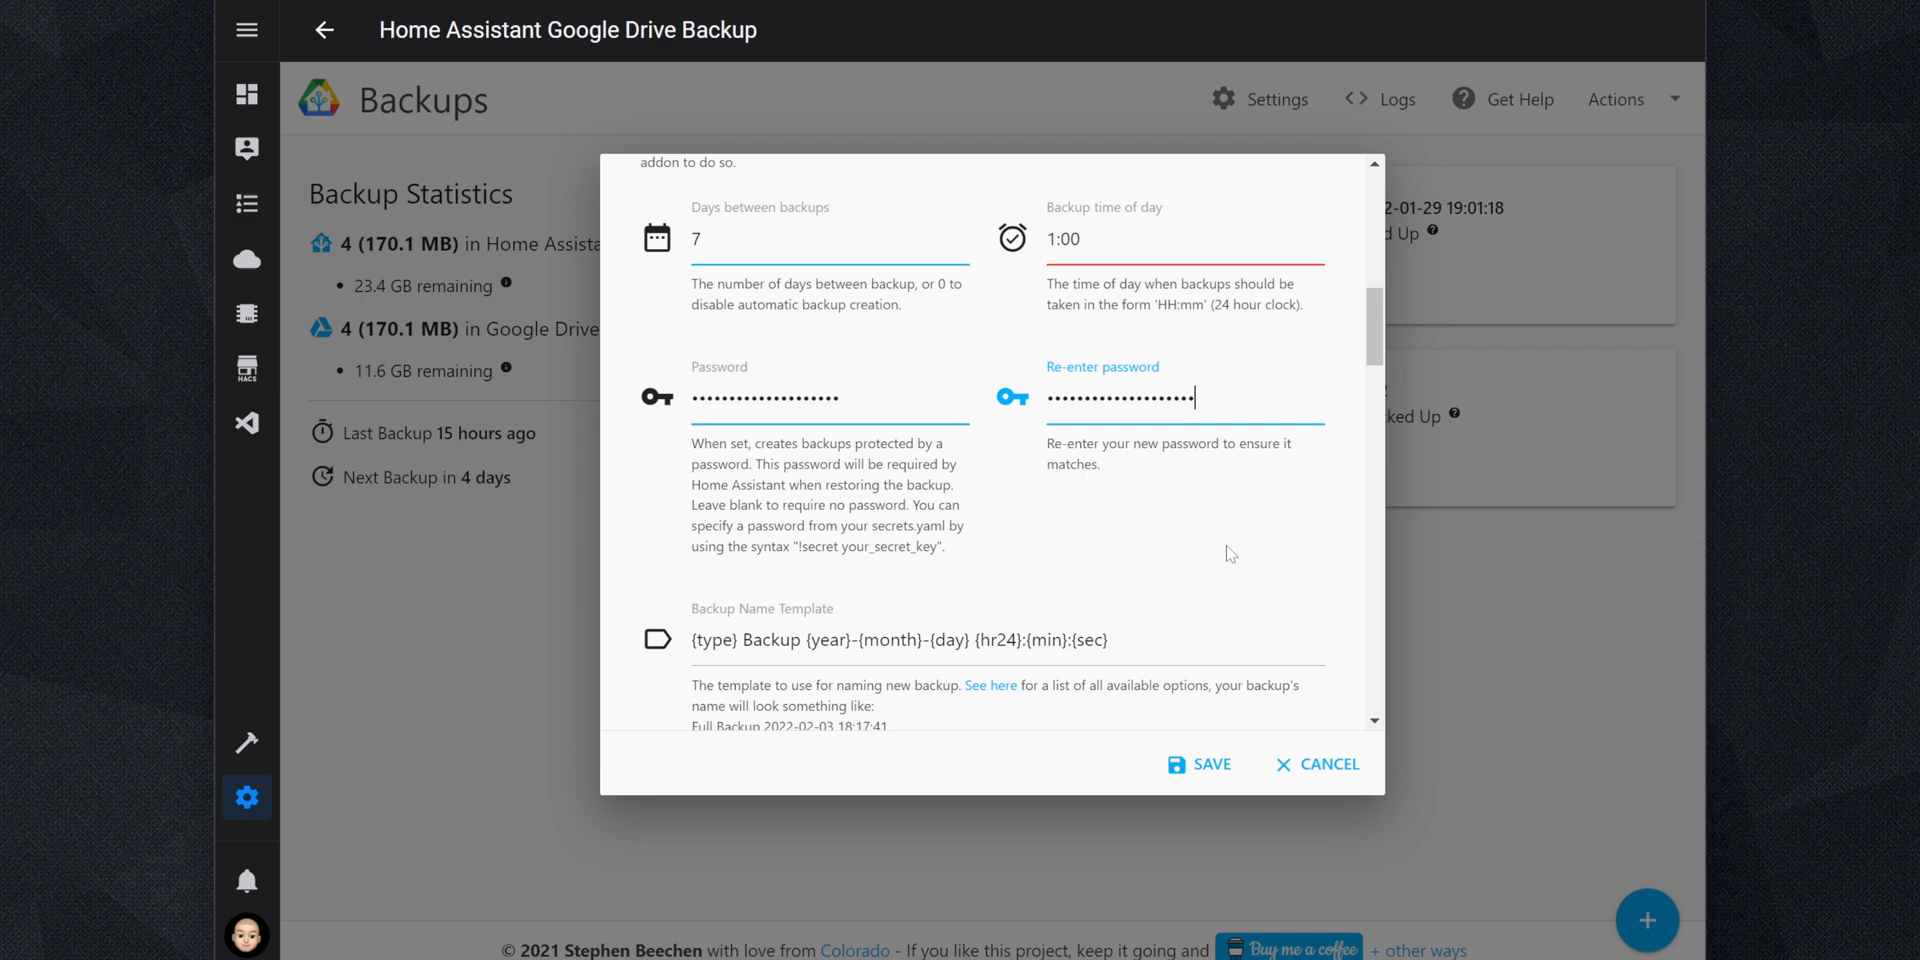 Home Assistant Google Drive Backup
Backups
Settings
Logs
Get Help
Actions
Backup Statistics
4 (170.1 MB) in Home Assista
23.4 GB remaining
4 (170.1 MB) in Google Drive
11.6 GB remaining
Last Backup 15 hours ago
Next Backup in 4 days
HACS
addon to do so.
Days between backups
7
The number of days between backup, or 0 to
disable automatic backup creation.
Backup time of day
1:00
The time of day when backups should be
taken in the form 'HH:mm' (24 hour clock).
Password
••••••••••••••••••••
When set, creates backups protected by a
password. This password will be required by
Home Assistant when restoring the backup.
Leave blank to require no password. You can
specify a password from your secrets.yaml by
using the syntax "!secret your_secret_key".
Re-enter password
••••••••••••••••••••
Re-enter your new password to ensure it
matches.
Backup Name Template
{type} Backup {year}-{month}-{day} {hr24}:{min}:{sec}
The template to use for naming new backup. See here for a list of all available options, your backup's
name will look something like:
Full Backup 2022-02-03 18:17:41
SAVE
CANCEL
2-01-29 19:01:18
d Up
ked Up
© 2021 Stephen Beechen with love from Colorado - If you like this project, keep it going and Buy me a coffee + other ways